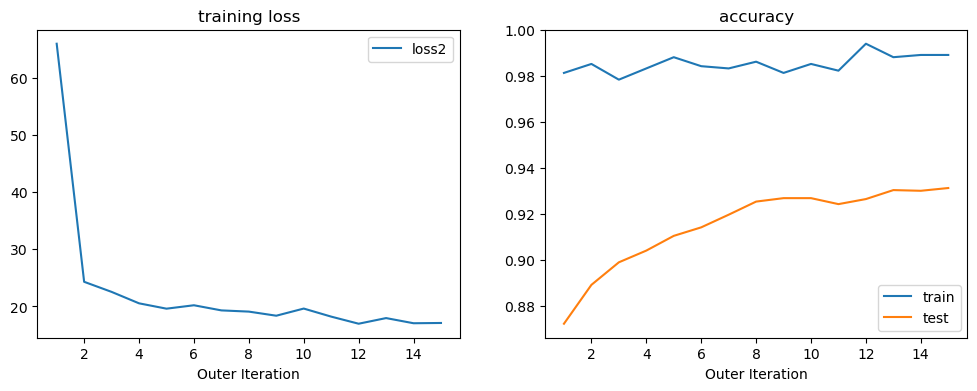 training loss
loss2
60
50
40
30
20
2 4 6 8 10 12 14
Outer Iteration
accuracy
1.00
0.98
0.96
0.94
0.92
0.90
0.88
train
test
2 4 6 8 10 12 14
Outer Iteration